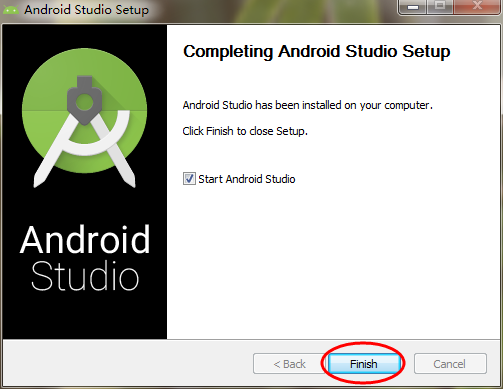 Android Studio Setup
Completing Android Studio Setup
Android Studio has been installed on your computer.
Click Finish to close Setup.
Start Android Studio
Android
Studio
< Back
Finish
Cancel